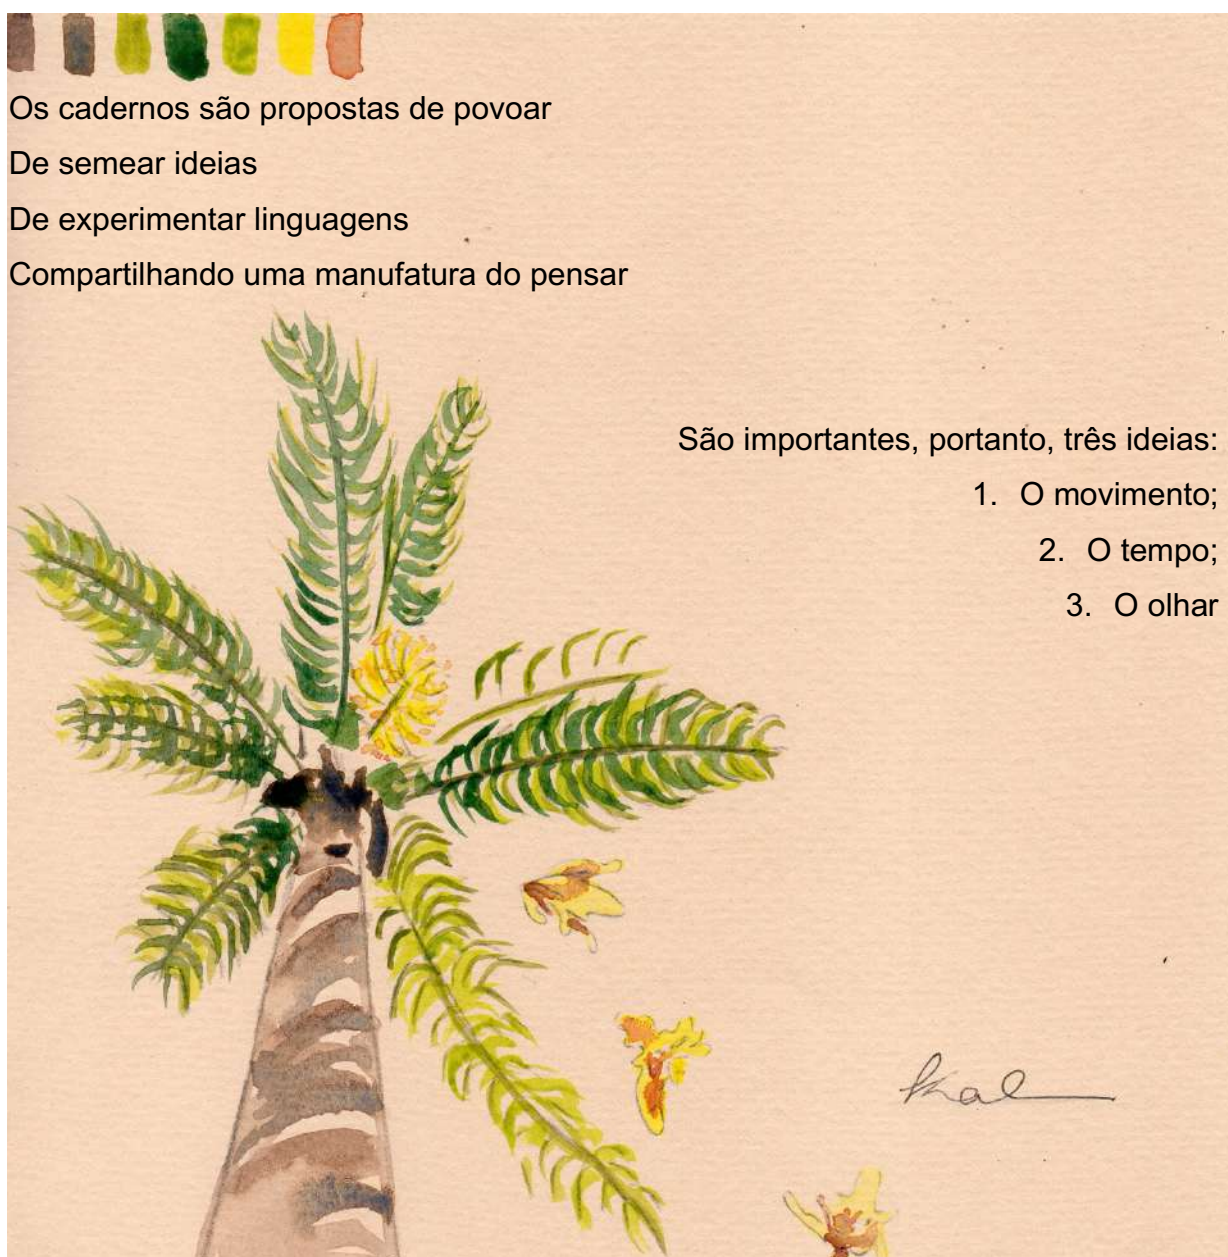 Os cadernos são propostas de povoar
De semear ideias
De experimentar linguagens
Compartilhando uma manufatura do pensar
São importantes, portanto, três ideias:
1. O movimento;
2. O tempo;
3. O olhar